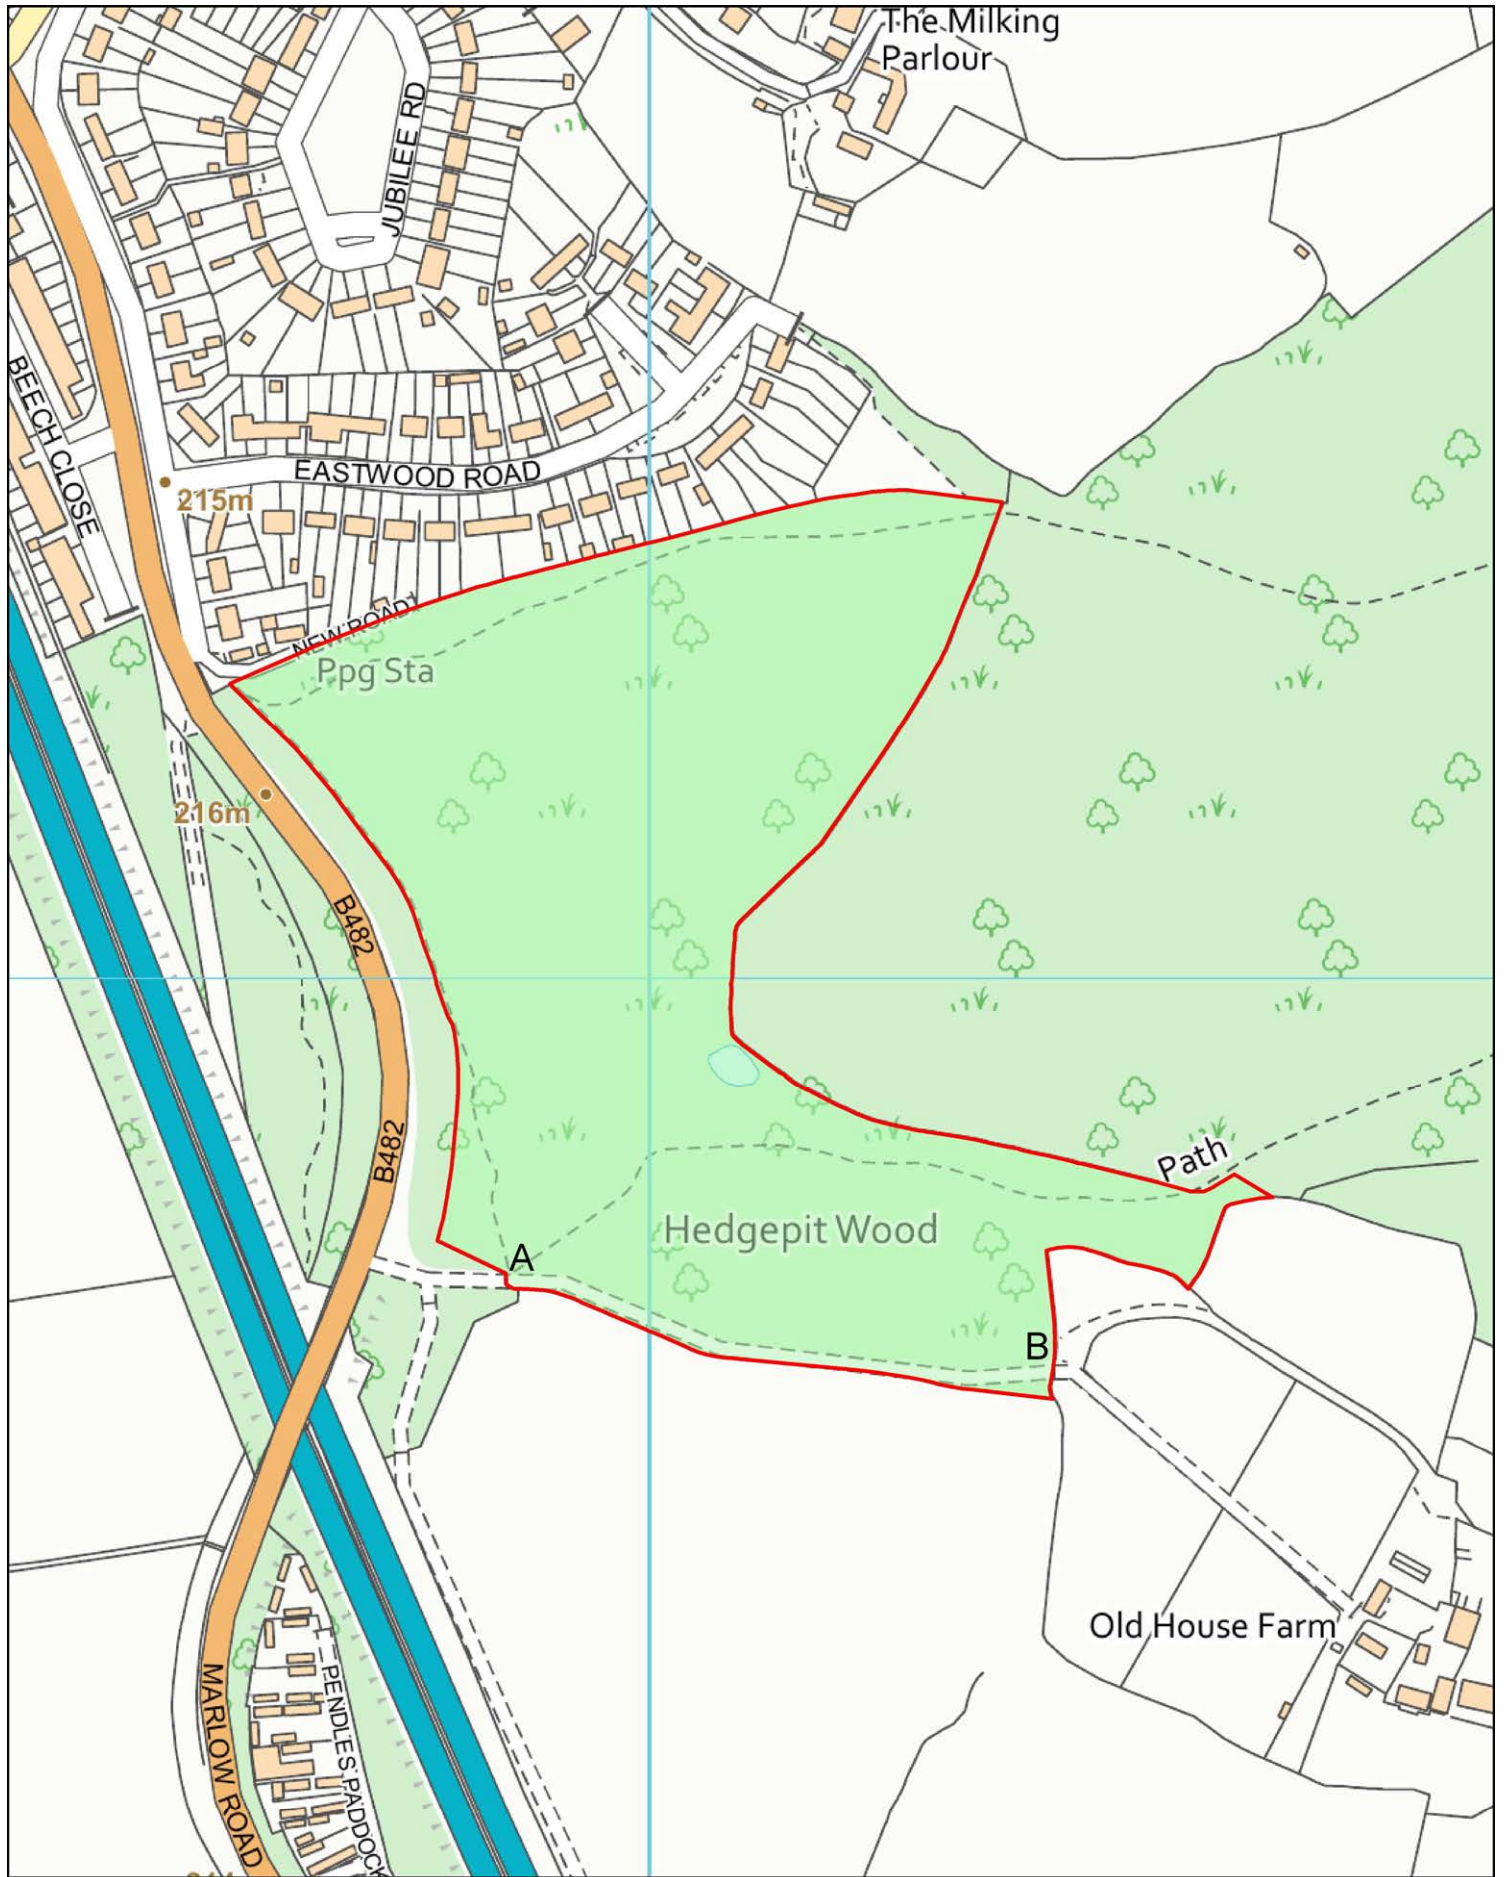 The Milking
Parlour
JUBILEE RD
BEECH CLOSE
EASTWOOD ROAD
215m
NEW ROAD
Ppg Sta
216m
B482
B482
Path
Hedgepit Wood
A
B
Old House Farm
MARLOW ROAD
PENDLES PADDOCK